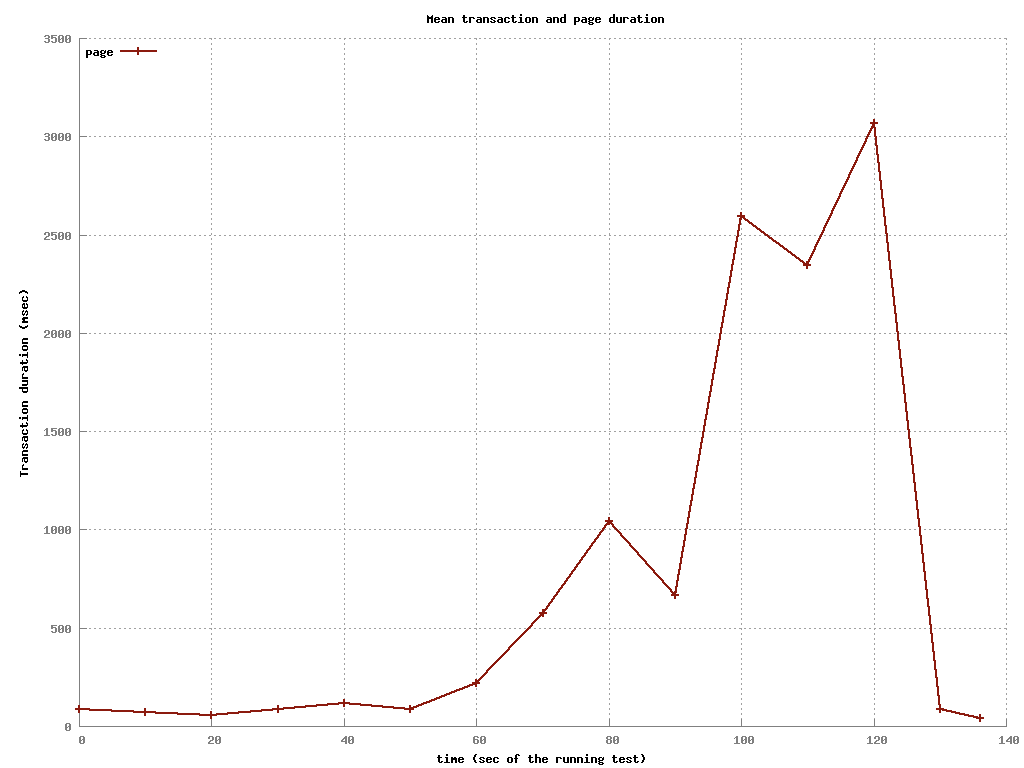 Mean transaction and page duration
3500
page
3000
2500
2000
1500
1000
500
0
Transaction duration (msec)
0 20 40 60 80 100 120 140
time (sec of the running test)